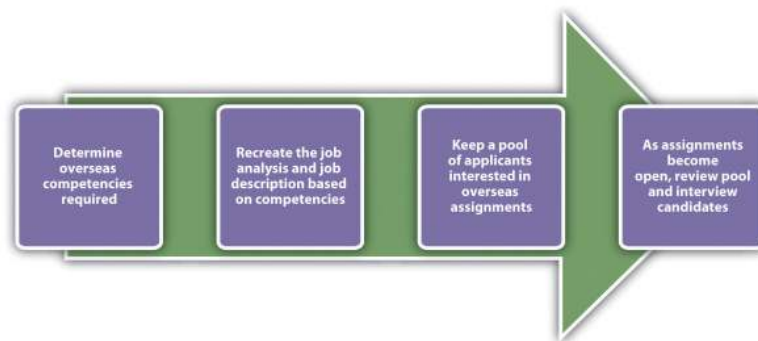 Determine
overseas
competencies
required
Recreate the job
analysis and job
description based
on competencies
Keep a pool
of applicants
interested in
overseas
assignments
As assignments
become
open, review pool
and interview
candidates